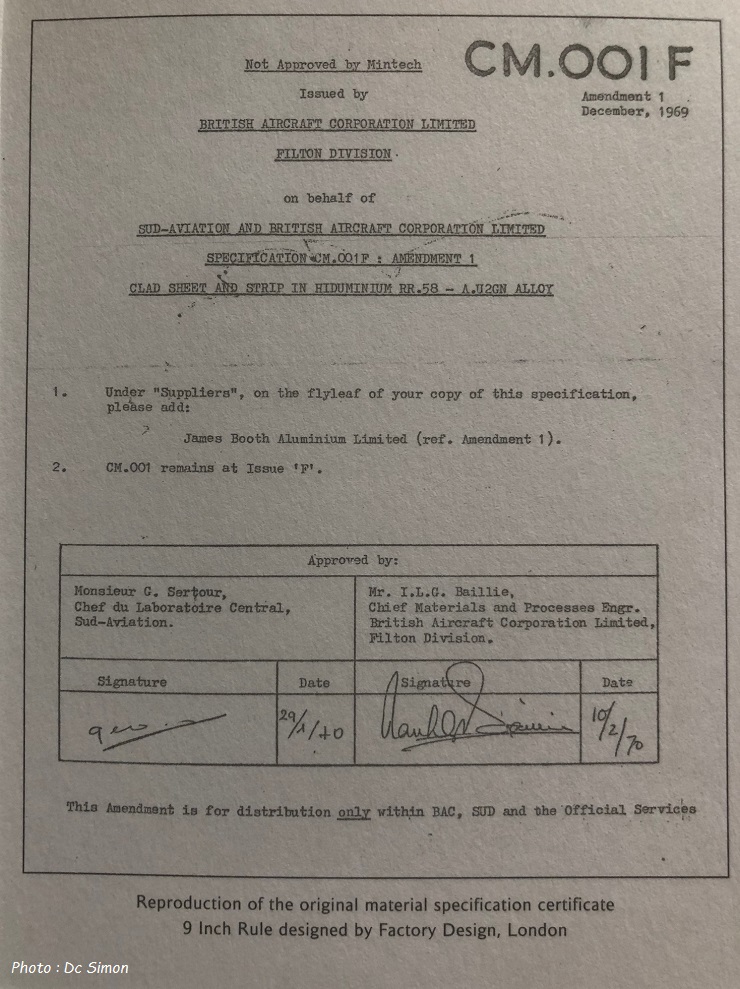 CM.001 F
Not Approved by Mintech
Amendment 1
December, 1969
Issued by
BRITISH AIRCRAFT CORPORATION LIMITED
FILTON DIVISION.
on behalf of
SUD-AVIATION AND BRITISH AIRCRAFT CORPORATION LIMITED
SPECIFICATION CM.001F : AMENDMENT 1
CLAD SHEET AND STRIP IN HIDUMINIUM RR.58 - A.U2GN ALLOY
1. Under "Suppliers", on the flyleaf of your copy of this specification,
please add:
James Booth Aluminium Limited (ref. Amendment 1).
2. CM.001 remains at Issue 'F'.
Approved by:
Monsieur G. Sertour,
Chef du Laboratoire Central,
Sud-Aviation.
Mr. I.L.G. Baillie,
Chief Materials and Processes Engr.
British Aircraft Corporation Limited,
Filton Division.
Signature Date Signature Date
29/1/70 10/2/70
This Amendment is for distribution only within BAC, SUD and the Official Services
Reproduction of the original material specification certificate
9 Inch Rule designed by Factory Design, London
Photo : Dc Simon